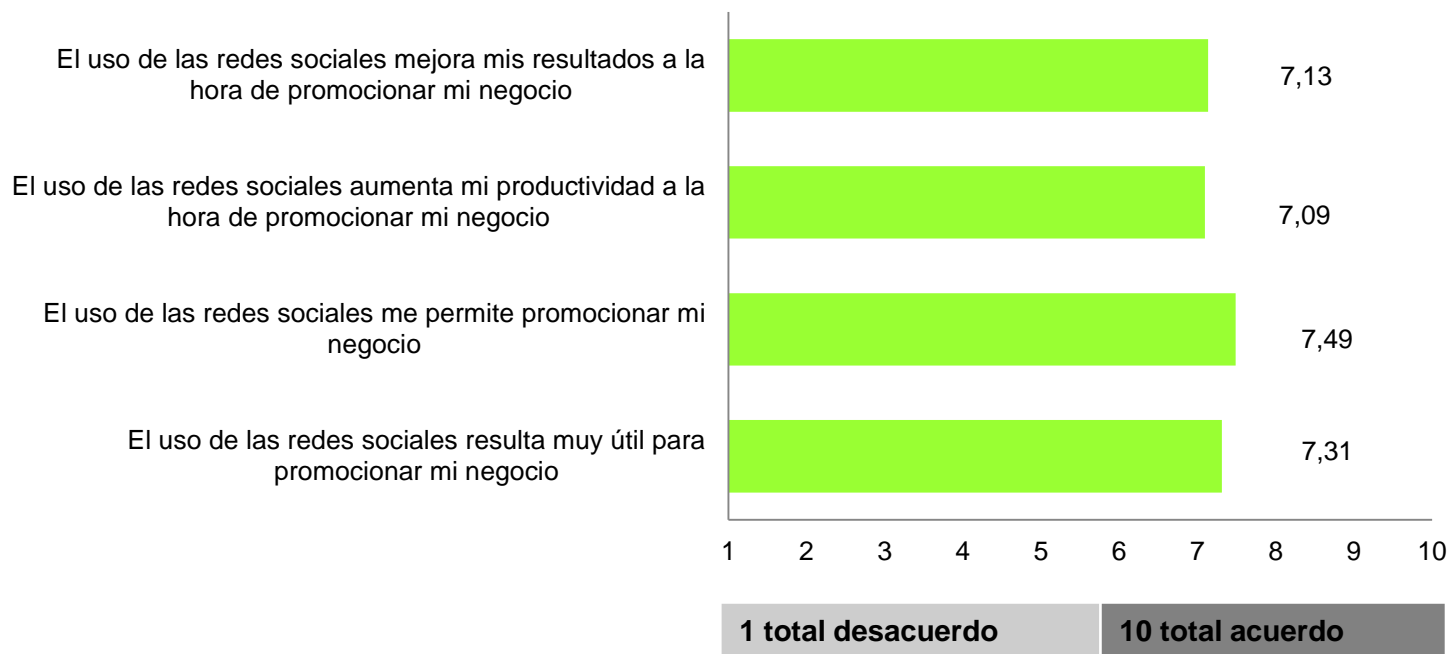 El uso de las redes sociales mejora mis resultados a la
hora de promocionar mi negocio
7,13
El uso de las redes sociales aumenta mi productividad a la
hora de promocionar mi negocio
7,09
El uso de las redes sociales me permite promocionar mi
negocio
7,49
El uso de las redes sociales resulta muy útil para
promocionar mi negocio
7,31
1 2 3 4 5 6 7 8 9 10
1 total desacuerdo 10 total acuerdo